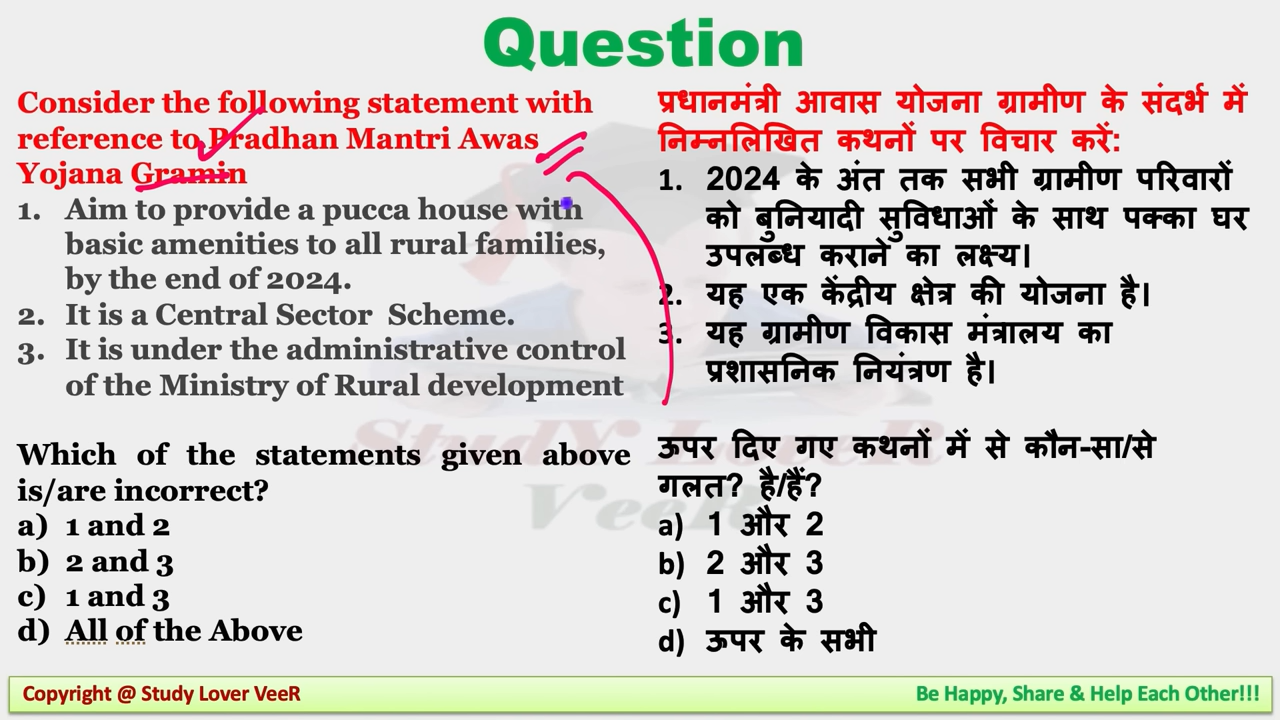 Question
Consider the following statement with
reference to Pradhan Mantri Awas
Yojana Gramin
1. Aim to provide a pucca house with
basic amenities to all rural families,
by the end of 2024.
2. It is a Central Sector Scheme.
3. It is under the administrative control
of the Ministry of Rural development
Which of the statements given above
is/are incorrect?
a) 1 and 2
b) 2 and 3
c) 1 and 3
d) All of the Above
प्रधानमंत्री आवास योजना ग्रामीण के संदर्भ में
निम्नलिखित कथनों पर विचार करें:
1. 2024 के अंत तक सभी ग्रामीण परिवारों
को बुनियादी सुविधाओं के साथ पक्का घर
उपलब्ध कराने का लक्ष्य।
2. यह एक केंद्रीय क्षेत्र की योजना है।
3. यह ग्रामीण विकास मंत्रालय का
प्रशासनिक नियंत्रण है।
ऊपर दिए गए कथनों में से कौन-सा/से
गलत? है/हैं?
a) 1 और 2
b) 2 और 3
c) 1 और 3
d) ऊपर के सभी
StudY LoveR
VeeR
Copyright @ Study Lover VeeR
Be Happy, Share & Help Each Other!!!